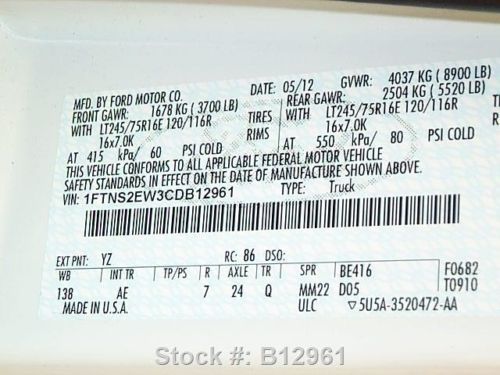 MFD. BY FORD MOTOR CO. DATE: 05/12 GVWR: 4037 KG ( 8900 LB)
FRONT GAWR: 1678 KG ( 3700 LB) REAR GAWR: 2504 KG ( 5520 LB)
WITH LT245/75R16E 120/116R TIRES WITH LT245/75R16E 120/116R
16x7.0K RIMS 16x7.0K
AT 415 kPa/ 60 PSI COLD AT 550 kPa/ 80 PSI COLD
THIS VEHICLE CONFORMS TO ALL APPLICABLE FEDERAL MOTOR VEHICLE
SAFETY STANDARDS IN EFFECT ON THE DATE OF MANUFACTURE SHOWN ABOVE.
VIN: 1FTNS2EW3CDB12961 TYPE: Truck
EXT PNT: YZ RC: 86 DSO:
WB INT TR TP/PS R AXLE TR SPR BE416 F0682
138 AE 7 24 Q MM22 D05 T0910
MADE IN U.S.A. ULC 5U5A-3520472-AA
Stock #: B12961